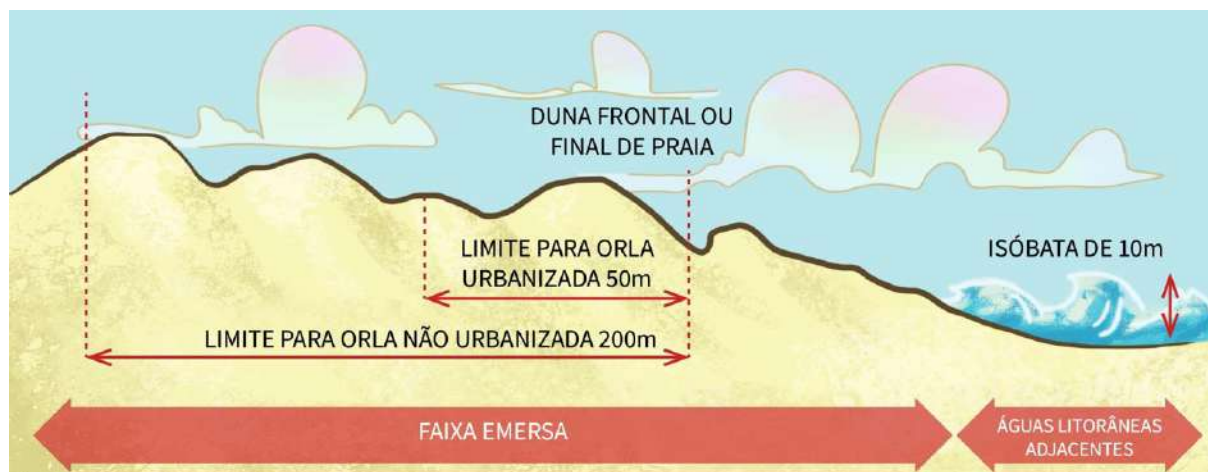 DUNA FRONTAL OU
FINAL DE PRAIA
LIMITE PARA ORLA
URBANIZADA 50m
ISÓBATA DE 10m
LIMITE PARA ORLA NÃO URBANIZADA 200m
FAIXA EMERSA
ÁGUAS LITORÂNEAS
ADJACENTES